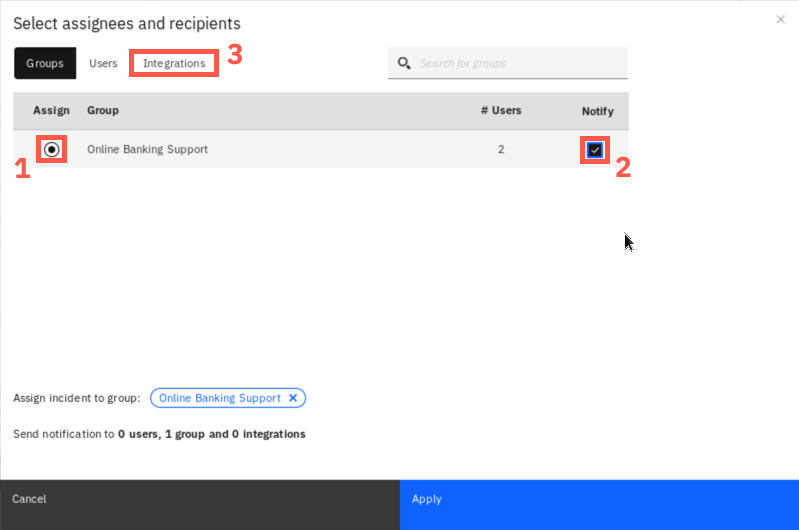 Select assignees and recipients
Groups Users Integrations 3 Search for groups
Assign Group # Users Notify
1 Online Banking Support 2 2
Assign incident to group: Online Banking Support ×
Send notification to 0 users, 1 group and 0 integrations
Cancel Apply